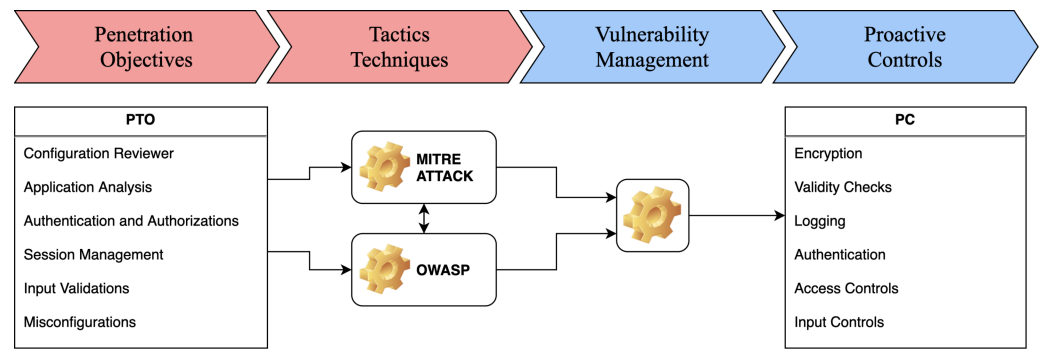 Penetration
Objectives
Tactics
Techniques
Vulnerability
Management
Proactive
Controls
PTO
Configuration Reviewer
Application Analysis
Authentication and Authorizations
Session Management
Input Validations
Misconfigurations
MITRE
ATTACK
OWASP
PC
Encryption
Validity Checks
Logging
Authentication
Access Controls
Input Controls